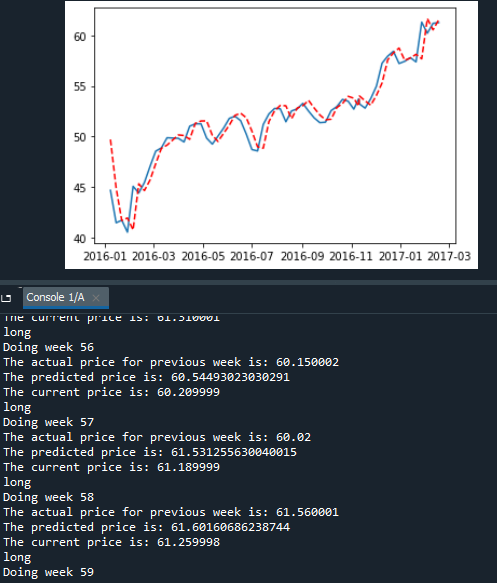 60
55
50
45
40
2016-01 2016-03 2016-05 2016-07 2016-09 2016-11 2017-01 2017-03
Console 1/A
The current price is: 61.310001
long
Doing week 56
The actual price for previous week is: 60.150002
The predicted price is: 60.54493023030291
The current price is: 60.209999
long
Doing week 57
The actual price for previous week is: 60.02
The predicted price is: 61.531255630040015
The current price is: 61.189999
long
Doing week 58
The actual price for previous week is: 61.560001
The predicted price is: 61.60160686238744
The current price is: 61.259998
long
Doing week 59